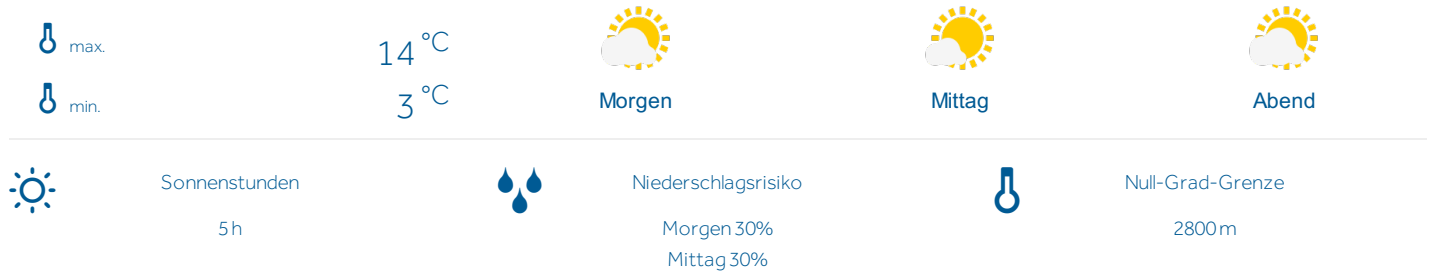 max.
14 °C
min.
3 °C
Morgen
Mittag
Abend
Sonnenstunden
5 h
Niederschlagsrisiko
Morgen 30%
Mittag 30%
Null-Grad-Grenze
2800 m